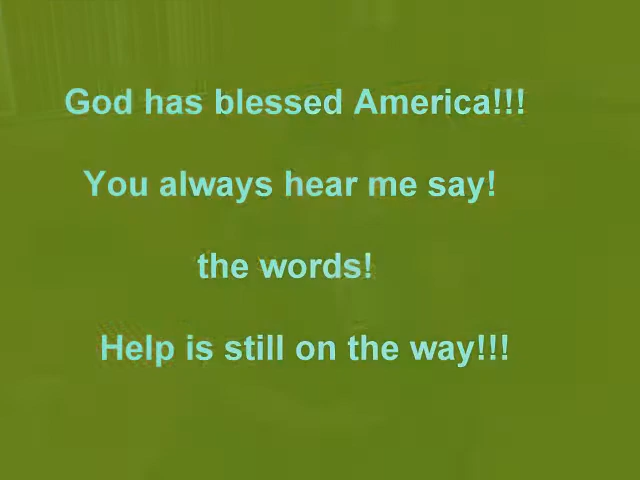 God has blessed America!!!
You always hear me say!
the words!
Help is still on the way!!!